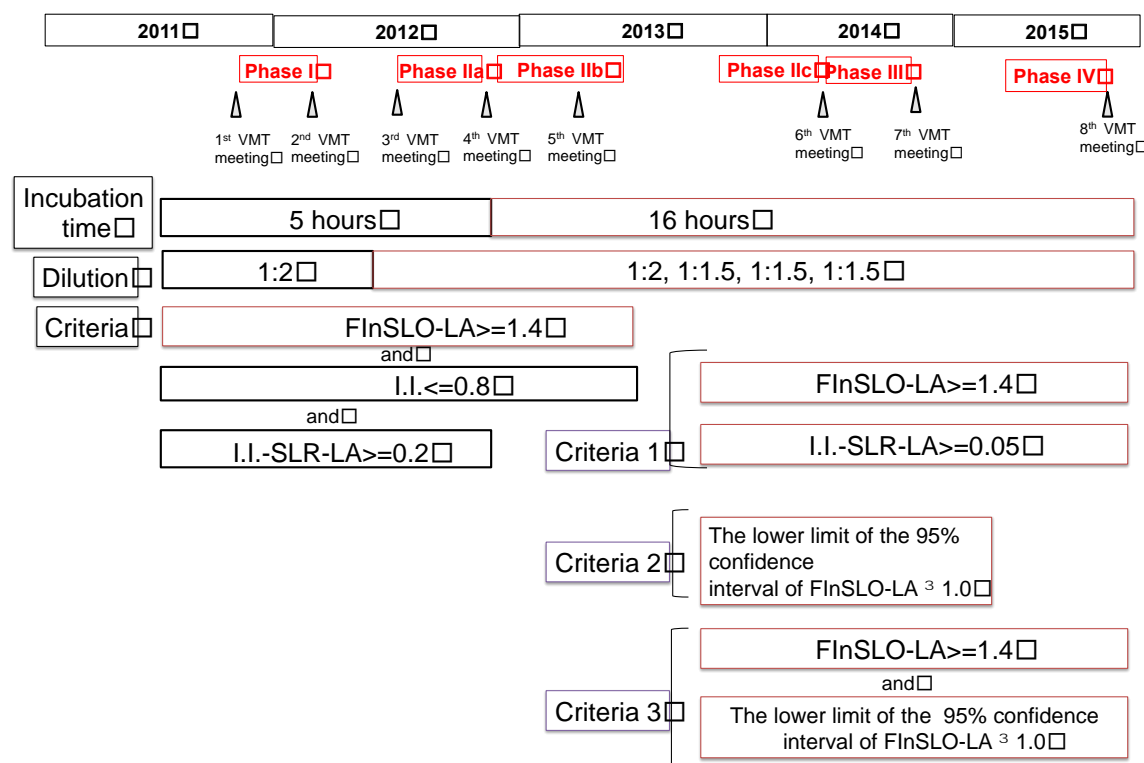 2011□
2012□
2013□
2014□
2015□
Phase I□
Phase IIa□
Phase IIb□
Phase IIc□
Phase III□
Phase IV□
1st VMT
meeting□
2nd VMT
meeting□
3rd VMT
meeting□
4th VMT
meeting□
5th VMT
meeting□
6th VMT
meeting□
7th VMT
meeting□
8th VMT
meeting□
Incubation
time□
5 hours□
16 hours□
Dilution□
1:2□
1:2, 1:1.5, 1:1.5, 1:1.5□
Criteria□
FInSLO-LA>=1.4□
and□
I.I.<=0.8□
and□
I.I.-SLR-LA>=0.2□
Criteria 1□
FInSLO-LA>=1.4□
I.I.-SLR-LA>=0.05□
Criteria 2□
The lower limit of the 95%
confidence
interval of FInSLO-LA ³ 1.0□
Criteria 3□
FInSLO-LA>=1.4□
and□
The lower limit of the 95% confidence
interval of FInSLO-LA ³ 1.0□